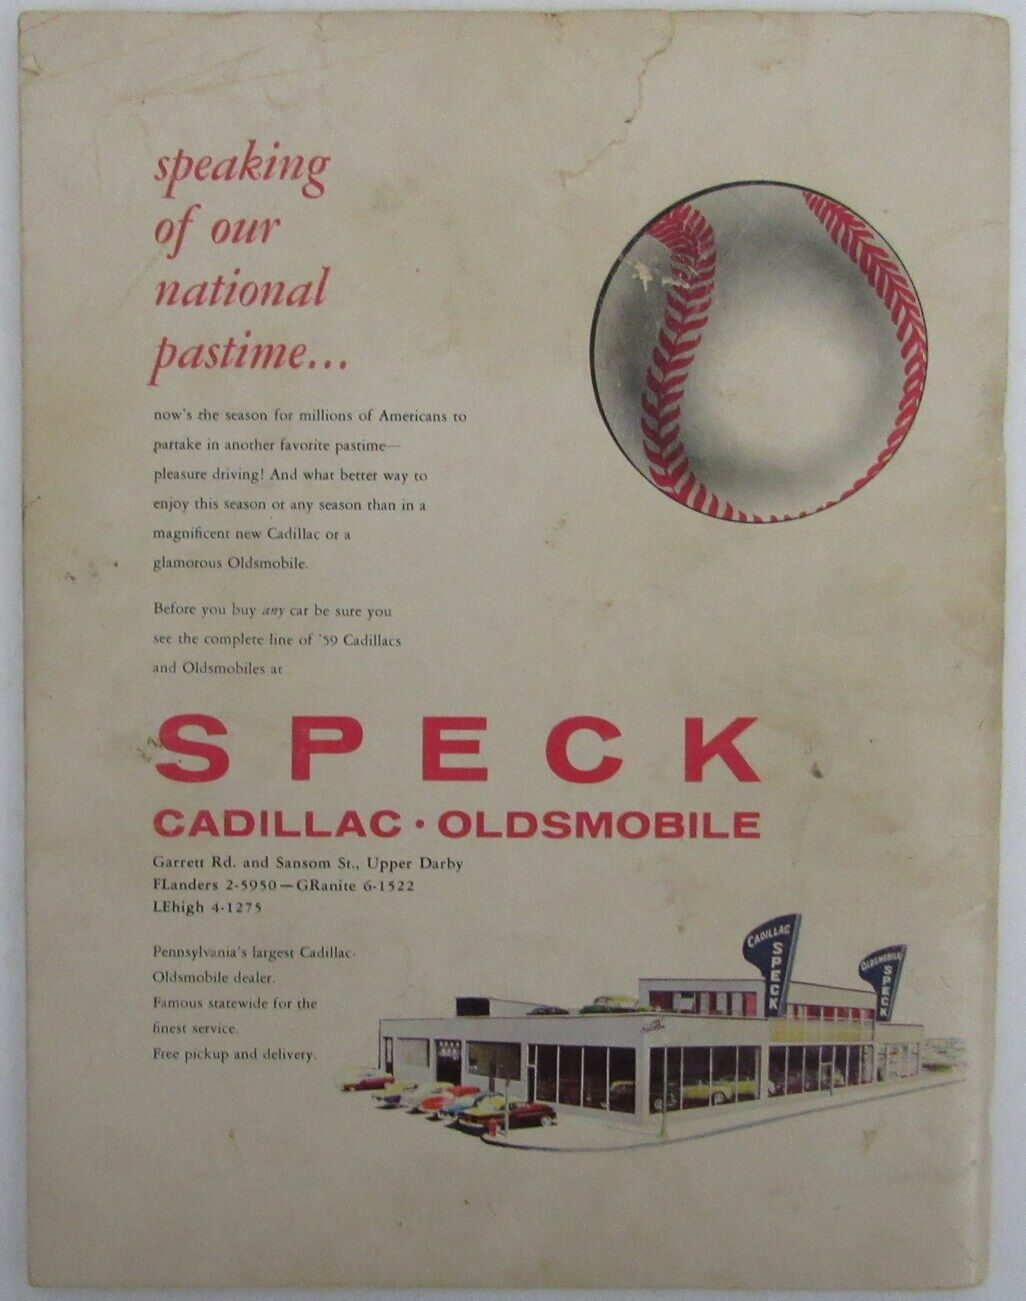 speaking
of our
national
pastime...
now's the season for millions of Americans to
partake in another favorite pastime—
pleasure driving! And what better way to
enjoy this season or any season than in a
magnificent new Cadillac or a
glamorous Oldsmobile.
Before you buy any car be sure you
see the complete line of '59 Cadillacs
and Oldsmobiles at
SPECK
CADILLAC • OLDSMOBILE
Garrett Rd. and Sansom St., Upper Darby
FLanders 2-5950—GRanite 6-1522
LEhigh 4-1275
Pennsylvania's largest Cadillac-
Oldsmobile dealer.
Famous statewide for the
finest service.
Free pickup and delivery.
CADILLAC
SPECK
OLDSMOBILE
SPECK